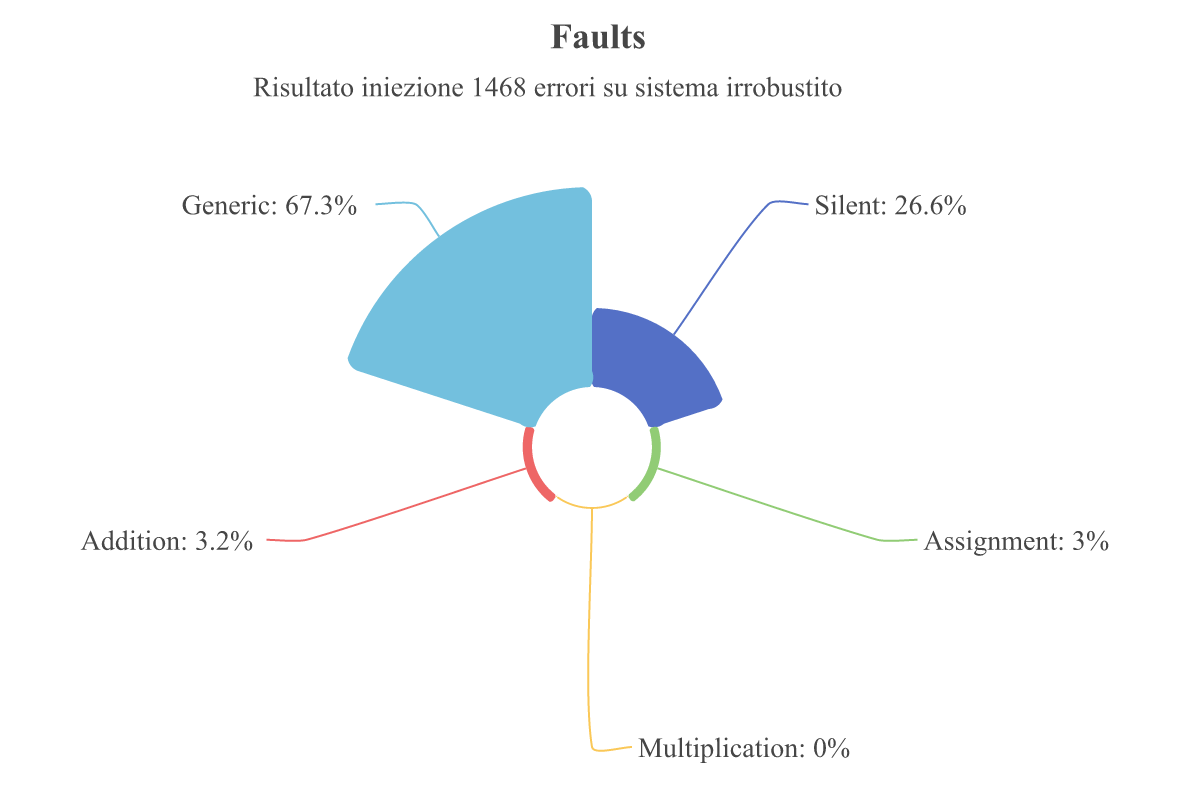 Faults
Risultato iniezione 1468 errori su sistema irrobustito
Generic: 67.3%
Silent: 26.6%
Addition: 3.2%
Assignment: 3%
Multiplication: 0%